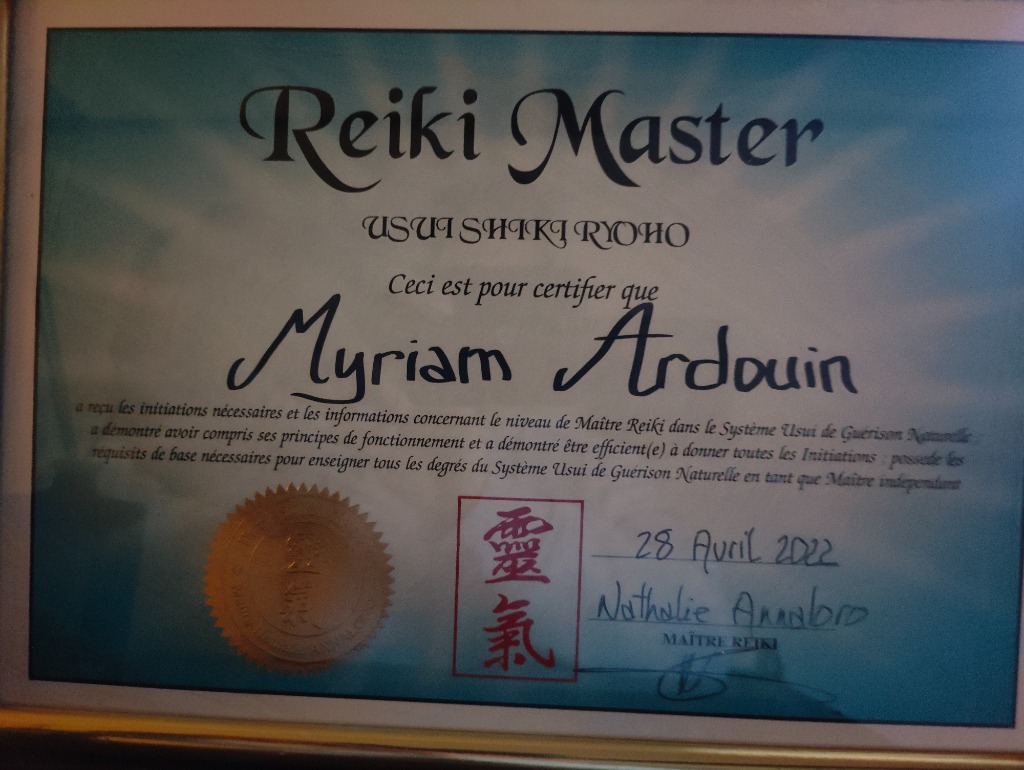 Reiki Master
USUI SHIKI RYOHO
Ceci est pour certifier que
Myriam Ardouin
a reçu les initiations nécessaires et les informations concernant le niveau de Maître Reiki dans le Système Usui de Guérison Naturelle
a démontré avoir compris ses principes de fonctionnement et a démontré être efficient(e) à donner toutes les Initiations : possède les
requisits de base nécessaires pour enseigner tous les degrés du Système Usui de Guérison Naturelle en tant que Maître independant
靈
氣
28 Avril 2022
Nathalie
MAÎTRE REIKI